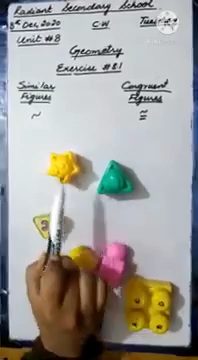 Radiant Secondary School
8th Dec, 2020 C.W Tuesday
Unit #8
Geometry
Exercise #8.1
Similar Congruent
Figures Figures
~ ≅